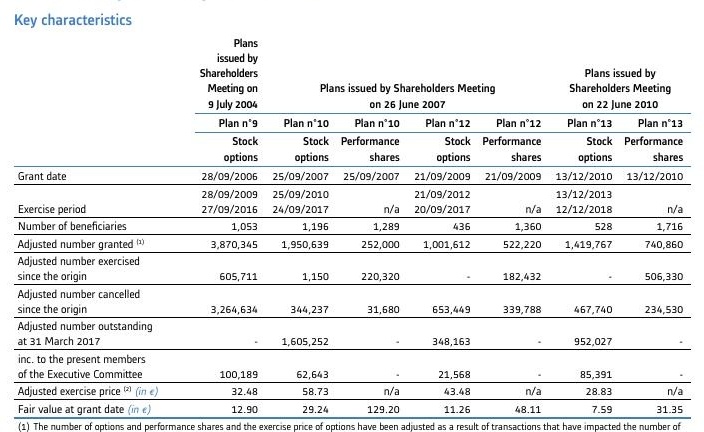 Key characteristics
Plans
issued by
Shareholders
Meeting on
9 July 2004
Plans issued by Shareholders Meeting
on 26 June 2007
Plans issued by
Shareholders Meeting
on 22 June 2010
Plan n°9 Plan n°10 Plan n°10 Plan n°12 Plan n°12 Plan n°13 Plan n°13
Stock Stock Performance Stock Performance Stock Performance
options options shares options shares options shares
Grant date 28/09/2006 25/09/2007 25/09/2007 21/09/2009 21/09/2009 13/12/2010 13/12/2010
28/09/2009 25/09/2010 21/09/2012 13/12/2013
Exercise period 27/09/2016 24/09/2017 n/a 20/09/2017 n/a 12/12/2018 n/a
Number of beneficiaries 1,053 1,196 1,289 436 1,360 528 1,716
Adjusted number granted (1) 3,870,345 1,950,639 252,000 1,001,612 522,220 1,419,767 740,860
Adjusted number exercised
since the origin 605,711 1,150 220,320 - 182,432 - 506,330
Adjusted number cancelled
since the origin 3,264,634 344,237 31,680 653,449 339,788 467,740 234,530
Adjusted number outstanding
at 31 March 2017 - 1,605,252 - 348,163 - 952,027 -
inc. to the present members
of the Executive Committee 100,189 62,643 - 21,568 - 85,391 -
Adjusted exercise price (2) (in €) 32.48 58.73 n/a 43.48 n/a 28.83 n/a
Fair value at grant date (in €) 12.90 29.24 129.20 11.26 48.11 7.59 31.35
(1) The number of options and performance shares and the exercise price of options have been adjusted as a result of transactions that have impacted the number of